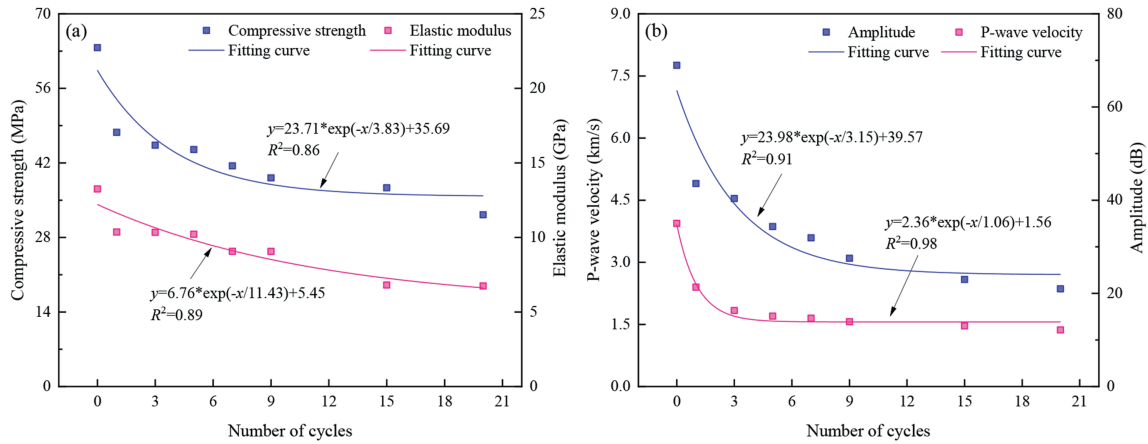 (a)
Compressive strength
Elastic modulus
Fitting curve
Fitting curve
y=23.71*exp(-x/3.83)+35.69
R²=0.86
y=6.76*exp(-x/11.43)+5.45
R²=0.89
Compressive strength (MPa)
70
56
42
28
14
0
Elastic modulus (GPa)
25
20
15
10
5
0
0 3 6 9 12 15 18 21
Number of cycles
(b)
Amplitude
P-wave velocity
Fitting curve
Fitting curve
y=23.98*exp(-x/3.15)+39.57
R²=0.91
y=2.36*exp(-x/1.06)+1.56
R²=0.98
P-wave velocity (km/s)
9.0
7.5
6.0
4.5
3.0
1.5
0.0
Amplitude (dB)
80
60
40
20
0
0 3 6 9 12 15 18 21
Number of cycles